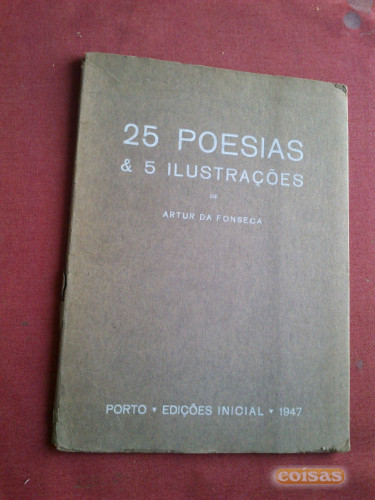 25 POESIAS
& 5 ILUSTRAÇÕES
DE
ARTUR DA FONSECA
PORTO • EDIÇÕES INICIAL • 1947
coisas